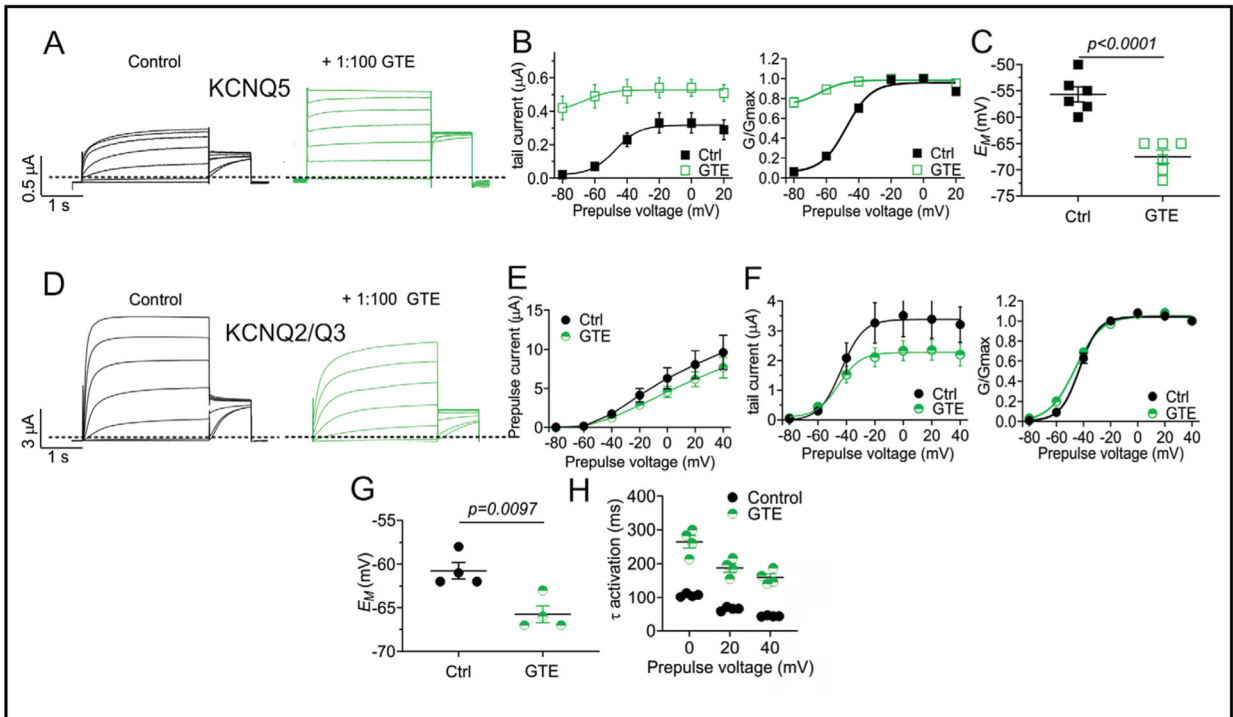 A
Control
+ 1:100 GTE
KCNQ5
0.5 µA
1 s
B
tail current (µA)
0.6
0.4
0.2
0.0
-80 -60 -40 -20 0 20
Prepulse voltage (mV)
Ctrl
GTE
G/Gmax
1.2
1.0
0.8
0.6
0.4
0.2
0.0
-80 -60 -40 -20 0 20
Prepulse voltage (mV)
Ctrl
GTE
C
p<0.0001
EM (mV)
-50
-55
-60
-65
-70
-75
Ctrl GTE
D
Control
+ 1:100 GTE
KCNQ2/Q3
3 µA
1 s
E
Prepulse current (µA)
15
10
5
0
-80 -60 -40 -20 0 20 40
Prepulse voltage (mV)
Ctrl
GTE
F
tail current (µA)
4
3
2
1
0
-80 -60 -40 -20 0 20 40
Prepulse voltage (mV)
Ctrl
GTE
G/Gmax
1.2
1.0
0.8
0.6
0.4
0.2
0.0
-80 -60 -40 -20 0 20 40
Prepulse voltage (mV)
Ctrl
GTE
G
p=0.0097
EM (mV)
-55
-60
-65
-70
Ctrl GTE
H
Control
GTE
τ activation (ms)
400
300
200
100
0
0 20 40
Prepulse voltage (mV)